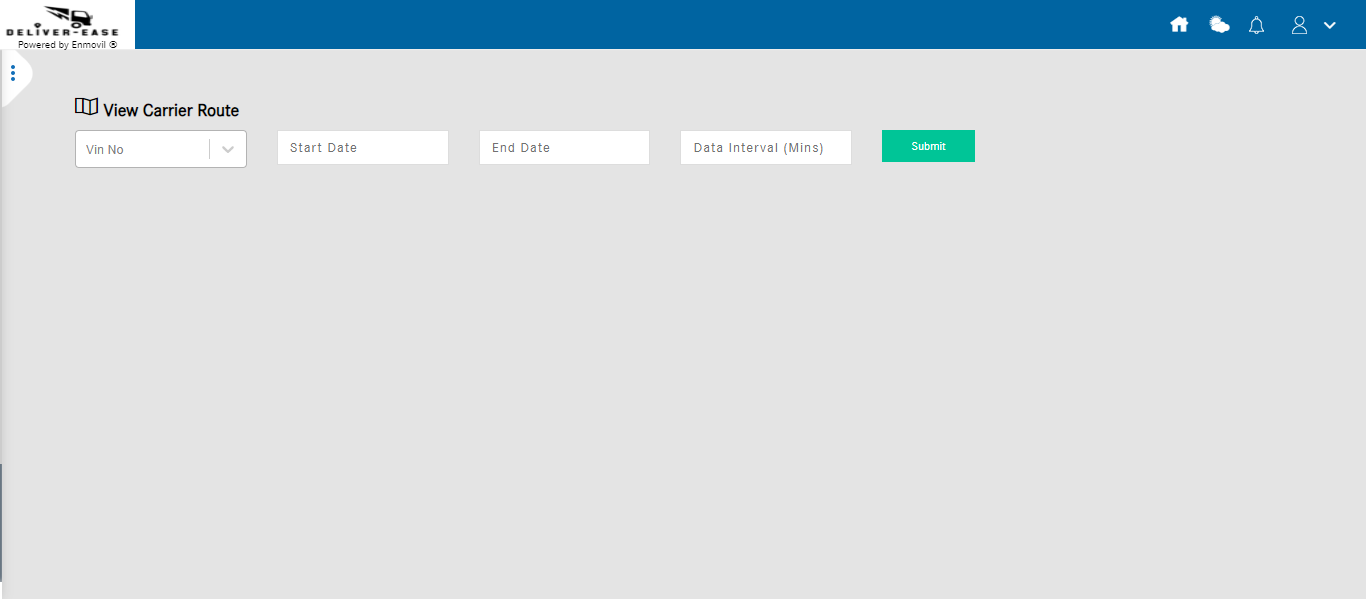 DELIVER-EASE
Powered by Enmovil ®
View Carrier Route
Vin No
Start Date
End Date
Data Interval (Mins)
Submit